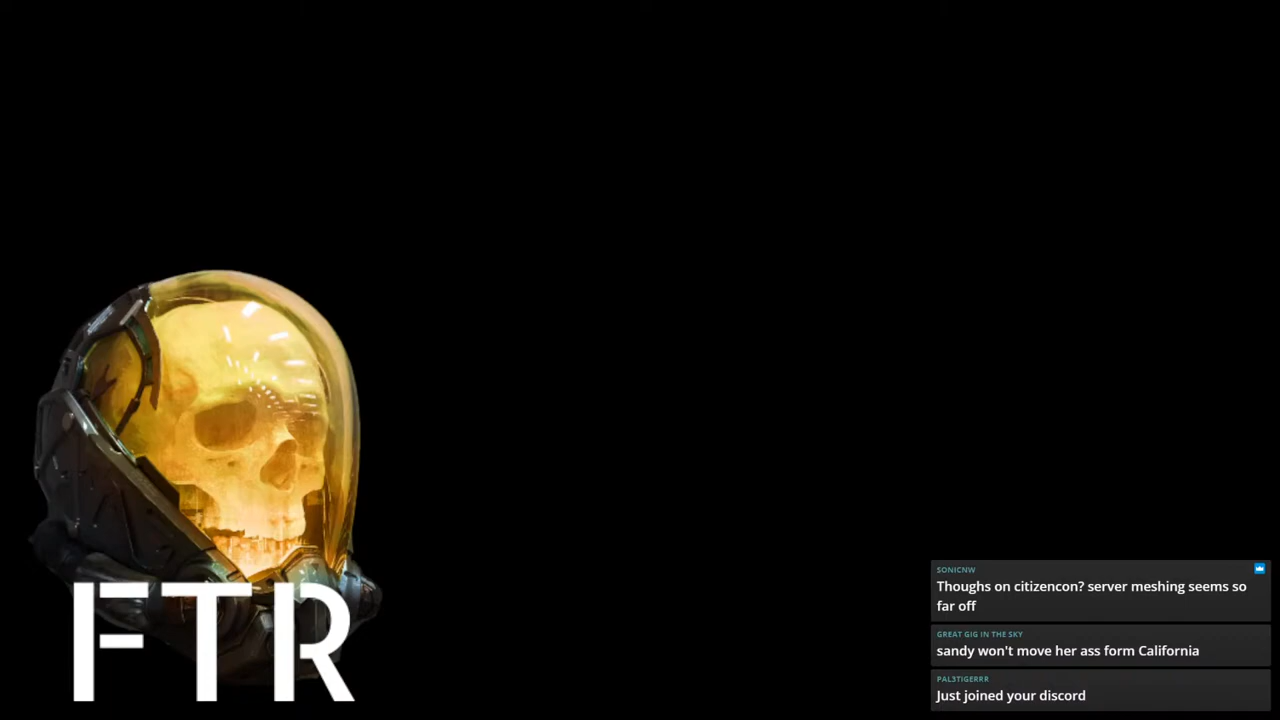 FTR
SONICNW
Thoughs on citizencon? server meshing seems so
far off
GREAT GIG IN THE SKY
sandy won't move her ass form California
PAL3TIGERRR
Just joined your discord